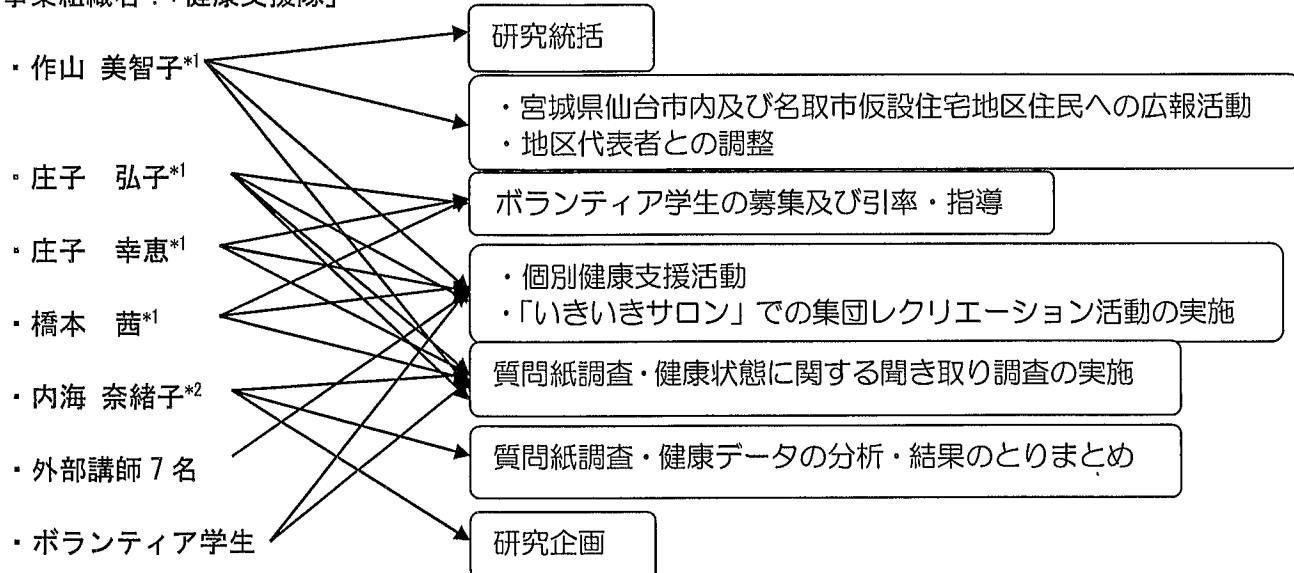 事業組織名：「健康支援隊」
・作山 美智子*1
・庄子 弘子*1
・庄子 幸恵*1
・橋本 茜*1
・内海 奈緒子*2
・外部講師7名
・ボランティア学生
研究統括
・宮城県仙台市内及び名取市仮設住宅地区住民への広報活動
・地区代表者との調整
ボランティア学生の募集及び引率・指導
・個別健康支援活動
・「いきいきサロン」での集団レクリエーション活動の実施
質問紙調査・健康状態に関する聞き取り調査の実施
質問紙調査・健康データの分析・結果のとりまとめ
研究企画